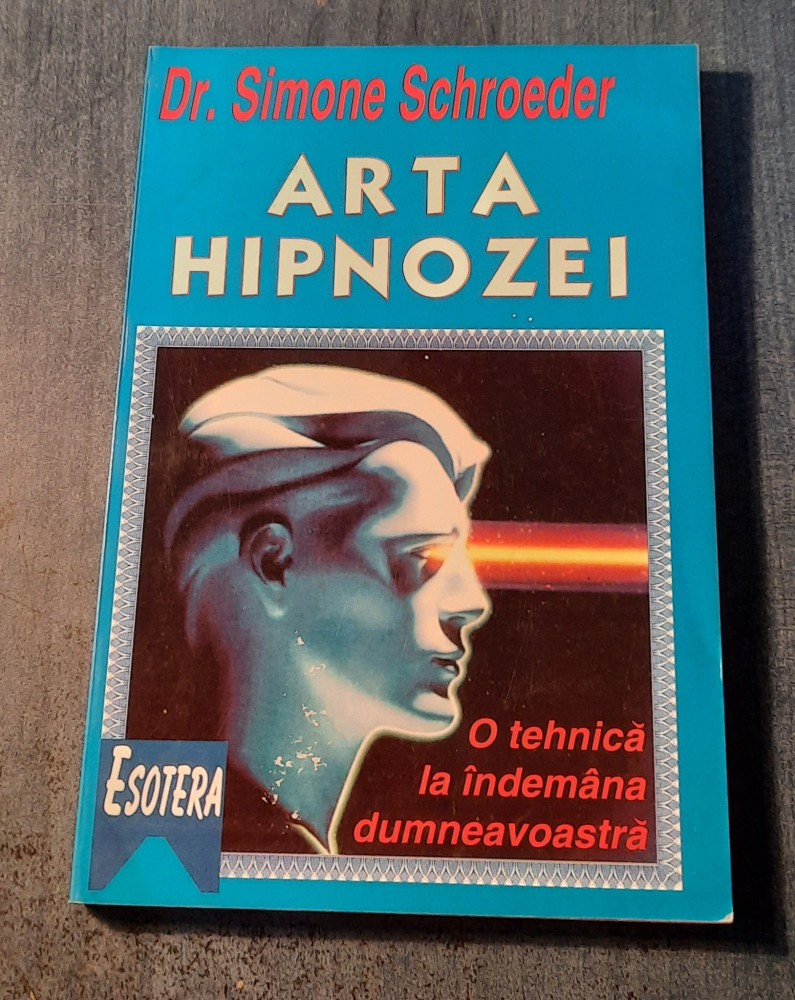 Dr. Simone Schroeder
ARTA
HIPNOZEI
O tehnică
la îndemâna
dumneavoastră
ESOTERA